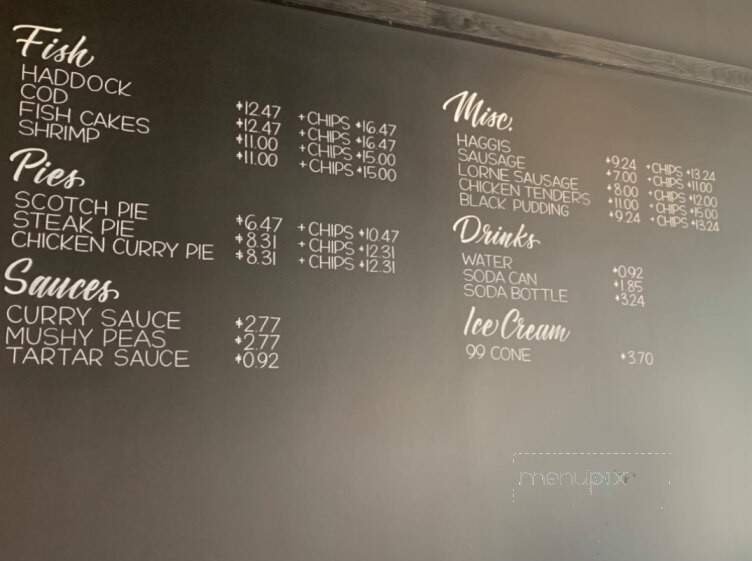 Fish
HADDOCK $12.47 + CHIPS $16.47
COD $12.47 + CHIPS $16.47
FISH CAKES $11.00 + CHIPS $15.00
SHRIMP $11.00 + CHIPS $15.00
Pies
SCOTCH PIE $6.47 + CHIPS $10.47
STEAK PIE $8.31 + CHIPS $12.31
CHICKEN CURRY PIE $8.31 + CHIPS $12.31
Sauces
CURRY SAUCE $2.77
MUSHY PEAS $2.77
TARTAR SAUCE $0.92
Misc.
HAGGIS $9.24 + CHIPS $13.24
SAUSAGE $7.00 + CHIPS $11.00
LORNE SAUSAGE $8.00 + CHIPS $12.00
CHICKEN TENDERS $11.00 + CHIPS $15.00
BLACK PUDDING $9.24 + CHIPS $13.24
Drinks
WATER $0.92
SODA CAN $1.85
SODA BOTTLE $3.24
Ice Cream
99 CONE $3.70
menupix